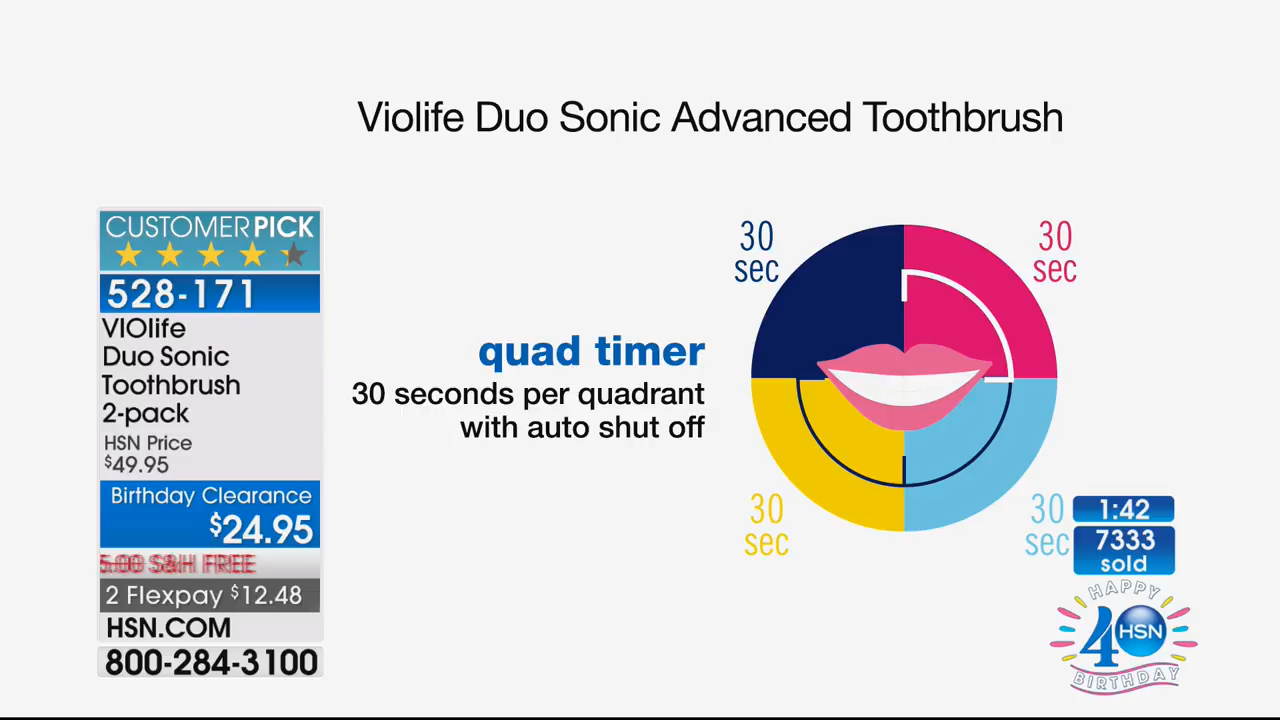 Violife Duo Sonic Advanced Toothbrush
CUSTOMERPICK
528-171
VIOlife
Duo Sonic
Toothbrush
2-pack
HSN Price
$49.95
Birthday Clearance
$24.95
5.00 S&H FREE
2 Flexpay $12.48
HSN.COM
800-284-3100
quad timer
30 seconds per quadrant
with auto shut off
30
sec
30
sec
30
sec
30
sec
1:42
7333
sold
HAPPY
40
HSN
BIRTHDAY